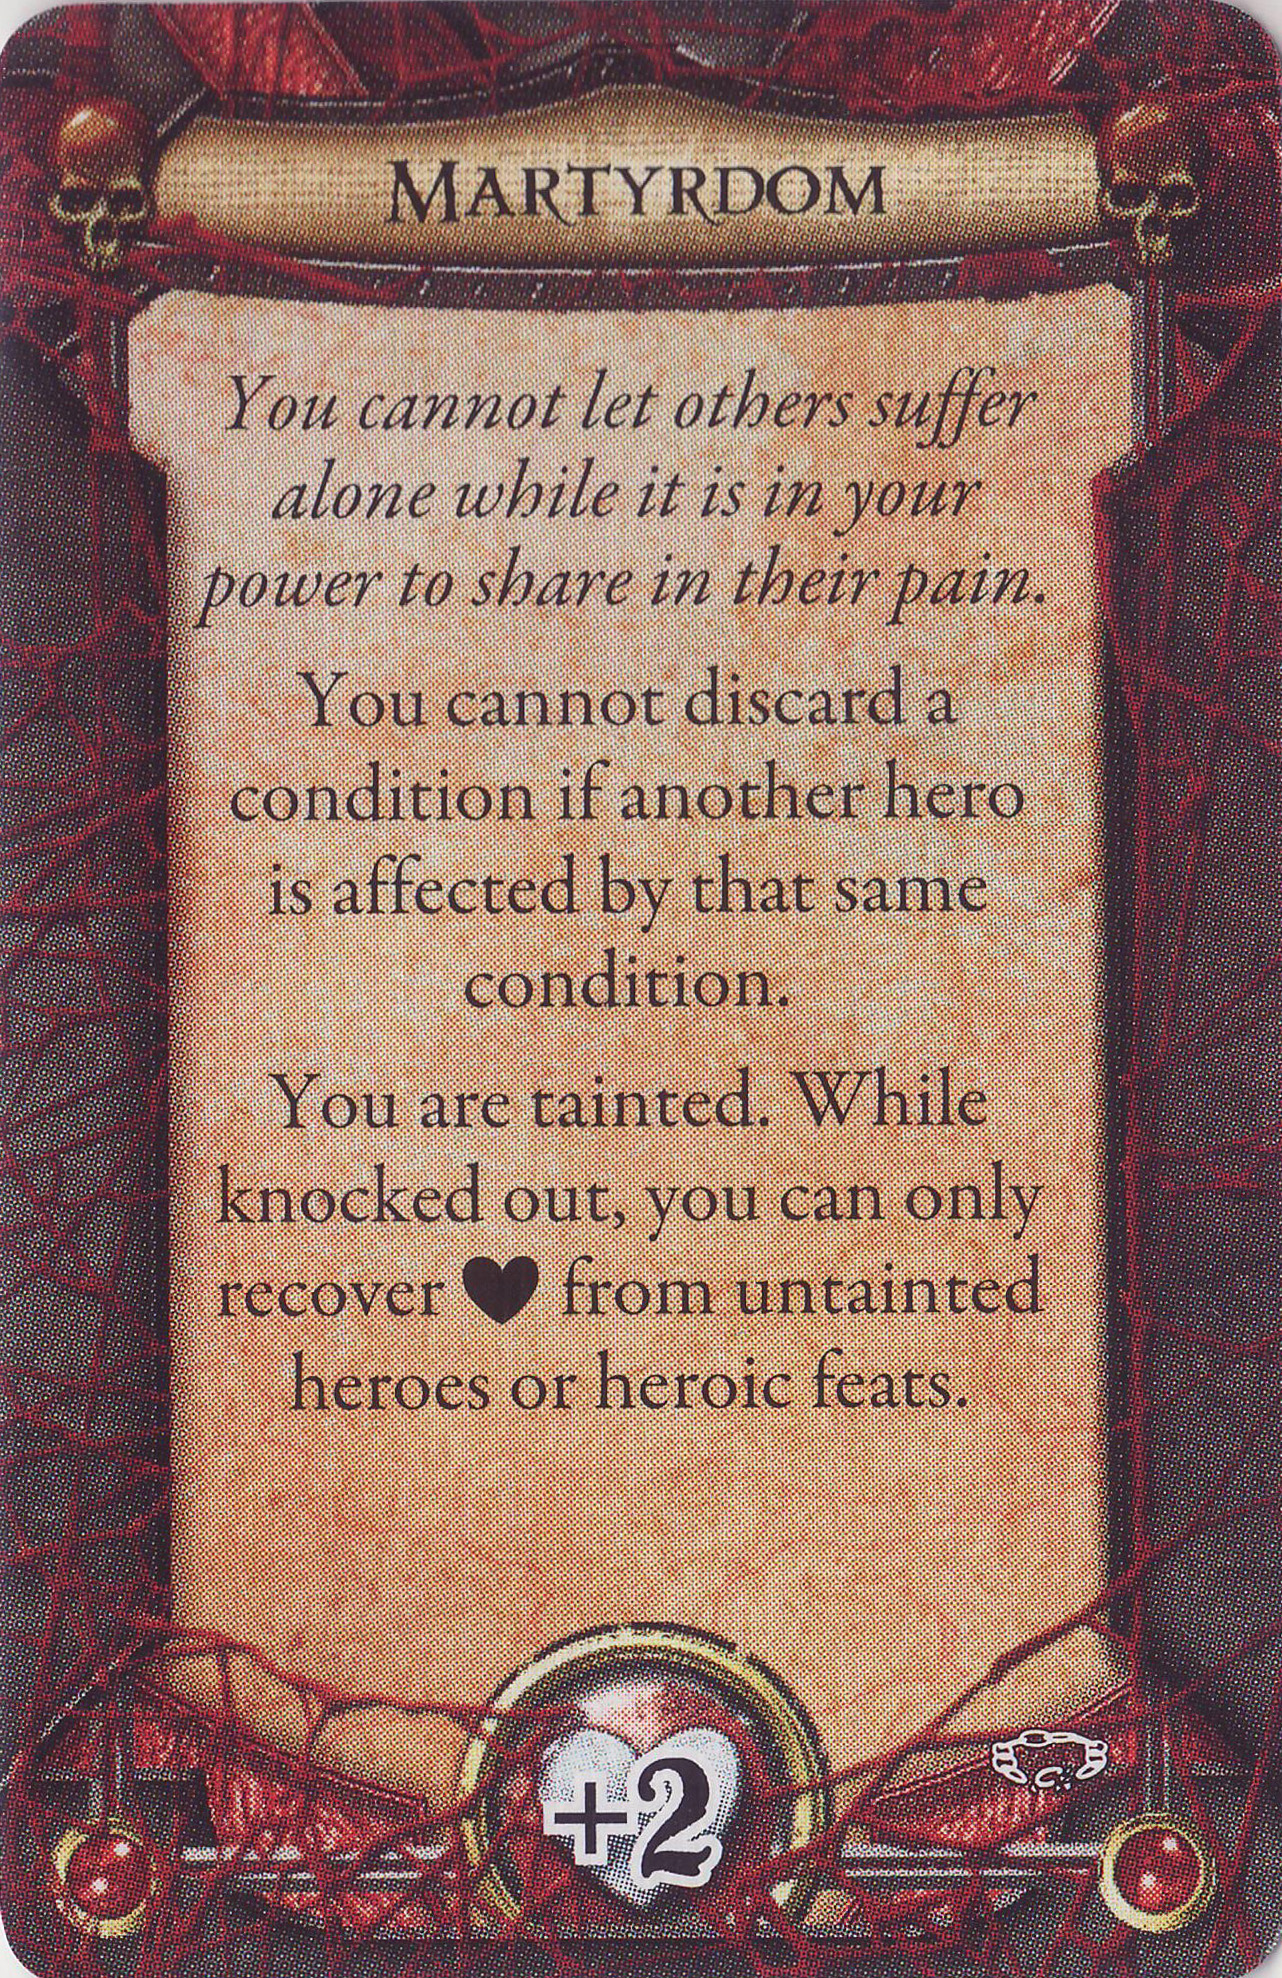 MARTYRDOM
You cannot let others suffer
alone while it is in your
power to share in their pain.
You cannot discard a
condition if another hero
is affected by that same
condition.
You are tainted. While
knocked out, you can only
recover ♥ from untainted
heroes or heroic feats.
+2